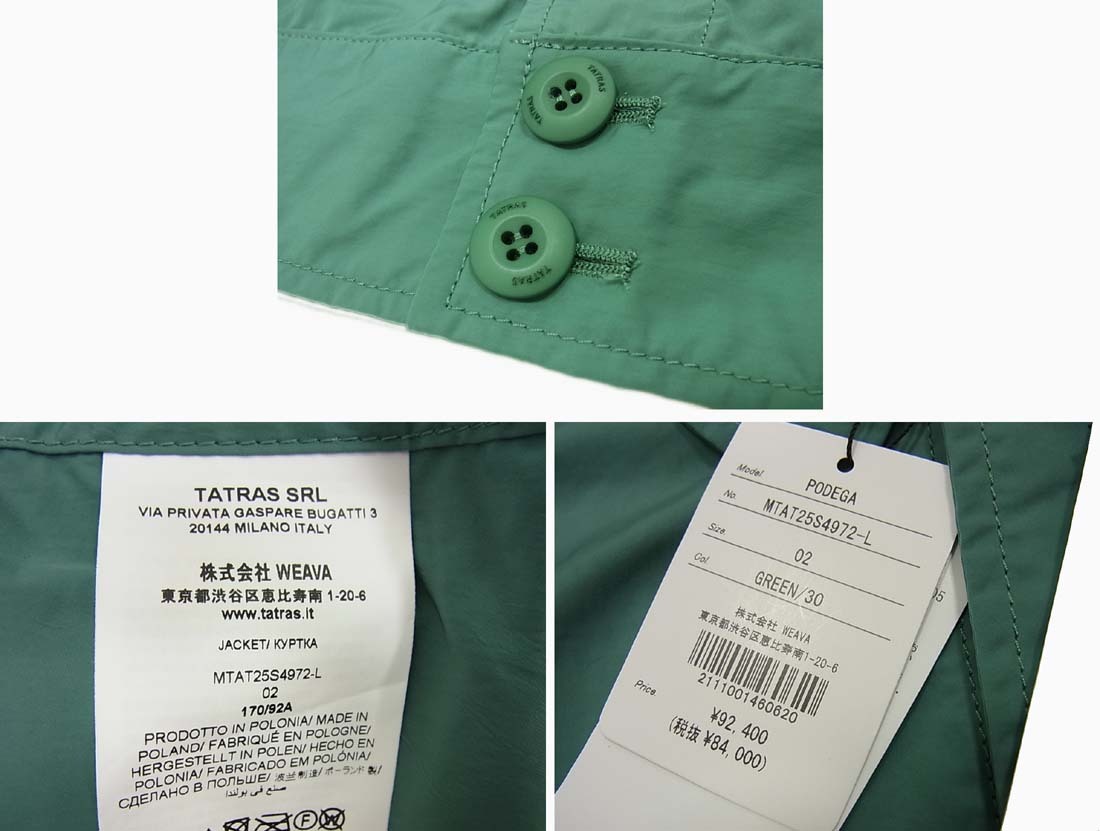 TATRAS
TATRAS
TATRAS
TATRAS
TATRAS SRL
VIA PRIVATA GASPARE BUGATTI 3
20144 MILANO ITALY
株式会社 WEAVA
東京都渋谷区恵比寿南1-20-6
www.tatras.it
JACKET/ КУРТКА
MTAT25S4972-L
02
170/92A
PRODOTTO IN POLONIA/ MADE IN
POLAND/ FABRIQUÉ EN POLOGNE/
HERGESTELLT IN POLEN/ HECHO EN
POLONIA/ FABRICADO EM POLÓNIA/
СДЕЛАНО В ПОЛЬШЕ/ 波兰制造/ ポーランド製/
صنع في بولندا
Model. PODEGA
No. MTAT25S4972-L
Size. 02
Col. GREEN/30
株式会社 WEAVA
東京都渋谷区恵比寿南1-20-6
2111001460620
Price. ¥92,400
(税抜 ¥84,000)